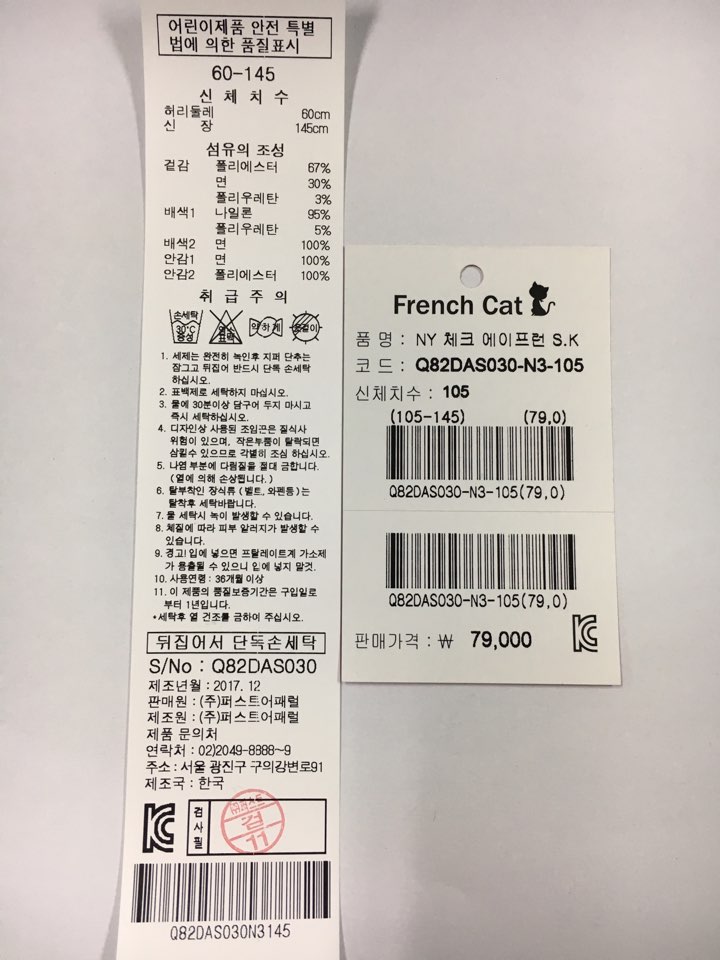 어린이제품 안전 특별
법에 의한 품질표시
60-145
신 체 치 수
허리둘레 60cm
신 장 145cm
섬유의 조성
겉감 폴리에스터 67%
면 30%
폴리우레탄 3%
배색1 나일론 95%
폴리우레탄 5%
배색2 면 100%
안감1 면 100%
안감2 폴리에스터 100%
취 급 주 의
손세탁 30°C 중성 염소표백 약하게 옷걸이
1. 세제는 완전히 녹인후 지퍼 단추는
잠그고 뒤집어 반드시 단독 손세탁
하십시오.
2. 표백제로 세탁하지 마십시오.
3. 물에 30분이상 담구어 두지 마시고
즉시 세탁하십시오.
4. 디자인상 사용된 조임끈은 질식사
위험이 있으며, 작은부품이 탈락되면
삼킬수 있으므로 각별히 조심 하십시오.
5. 나염 부분에 다림질을 절대 금합니다.
(열에 의해 손상됩니다.)
6. 탈부착인 장식류 (벨트, 와펜등)는
탈착후 세탁바랍니다.
7. 물 세탁시 녹이 발생할 수 있습니다.
8. 체질에 따라 피부 알러지가 발생할 수
있습니다.
9. 경고! 입에 넣으면 프탈레이트계 가소제
가 용출될 수 있으니 입에 넣지 말것.
10. 사용연령 : 36개월 이상
11. 이 제품의 품질보증기간은 구입일로
부터 1년입니다.
*세탁후 열 건조를 금하여 주십시오.
뒤집어서 단독손세탁
S/No : Q82DAS030
제조년월 : 2017. 12
판매원 : (주)퍼스트어패럴
제조원 : (주)퍼스트어패럴
제품 문의처
연락처 : 02)2049-8888~9
주소 : 서울 광진구 구의강변로91
제조국 : 한국
검사필
검
11
Q82DAS030N3145
French Cat
품 명 : NY 체크 에이프런 S.K
코 드 : Q82DAS030-N3-105
신체치수 : 105
(105-145) (79,0)
Q82DAS030-N3-105(79,0)
Q82DAS030-N3-105(79,0)
판매가격 : ₩ 79,000